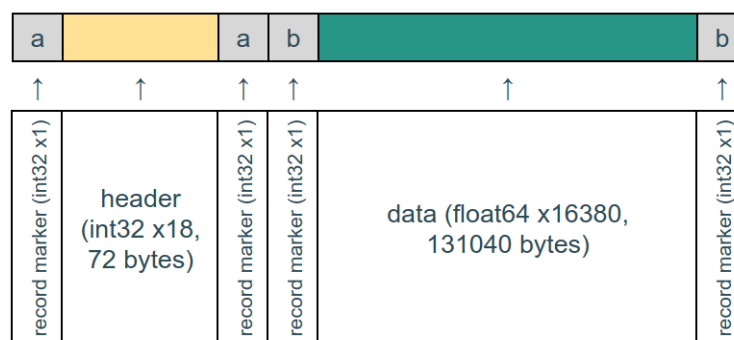 a
a
b
b
↑
↑
↑
↑
↑
↑
record marker (int32 x1)
header
(int32 x18,
72 bytes)
record marker (int32 x1)
record marker (int32 x1)
data (float64 x16380,
131040 bytes)
record marker (int32 x1)